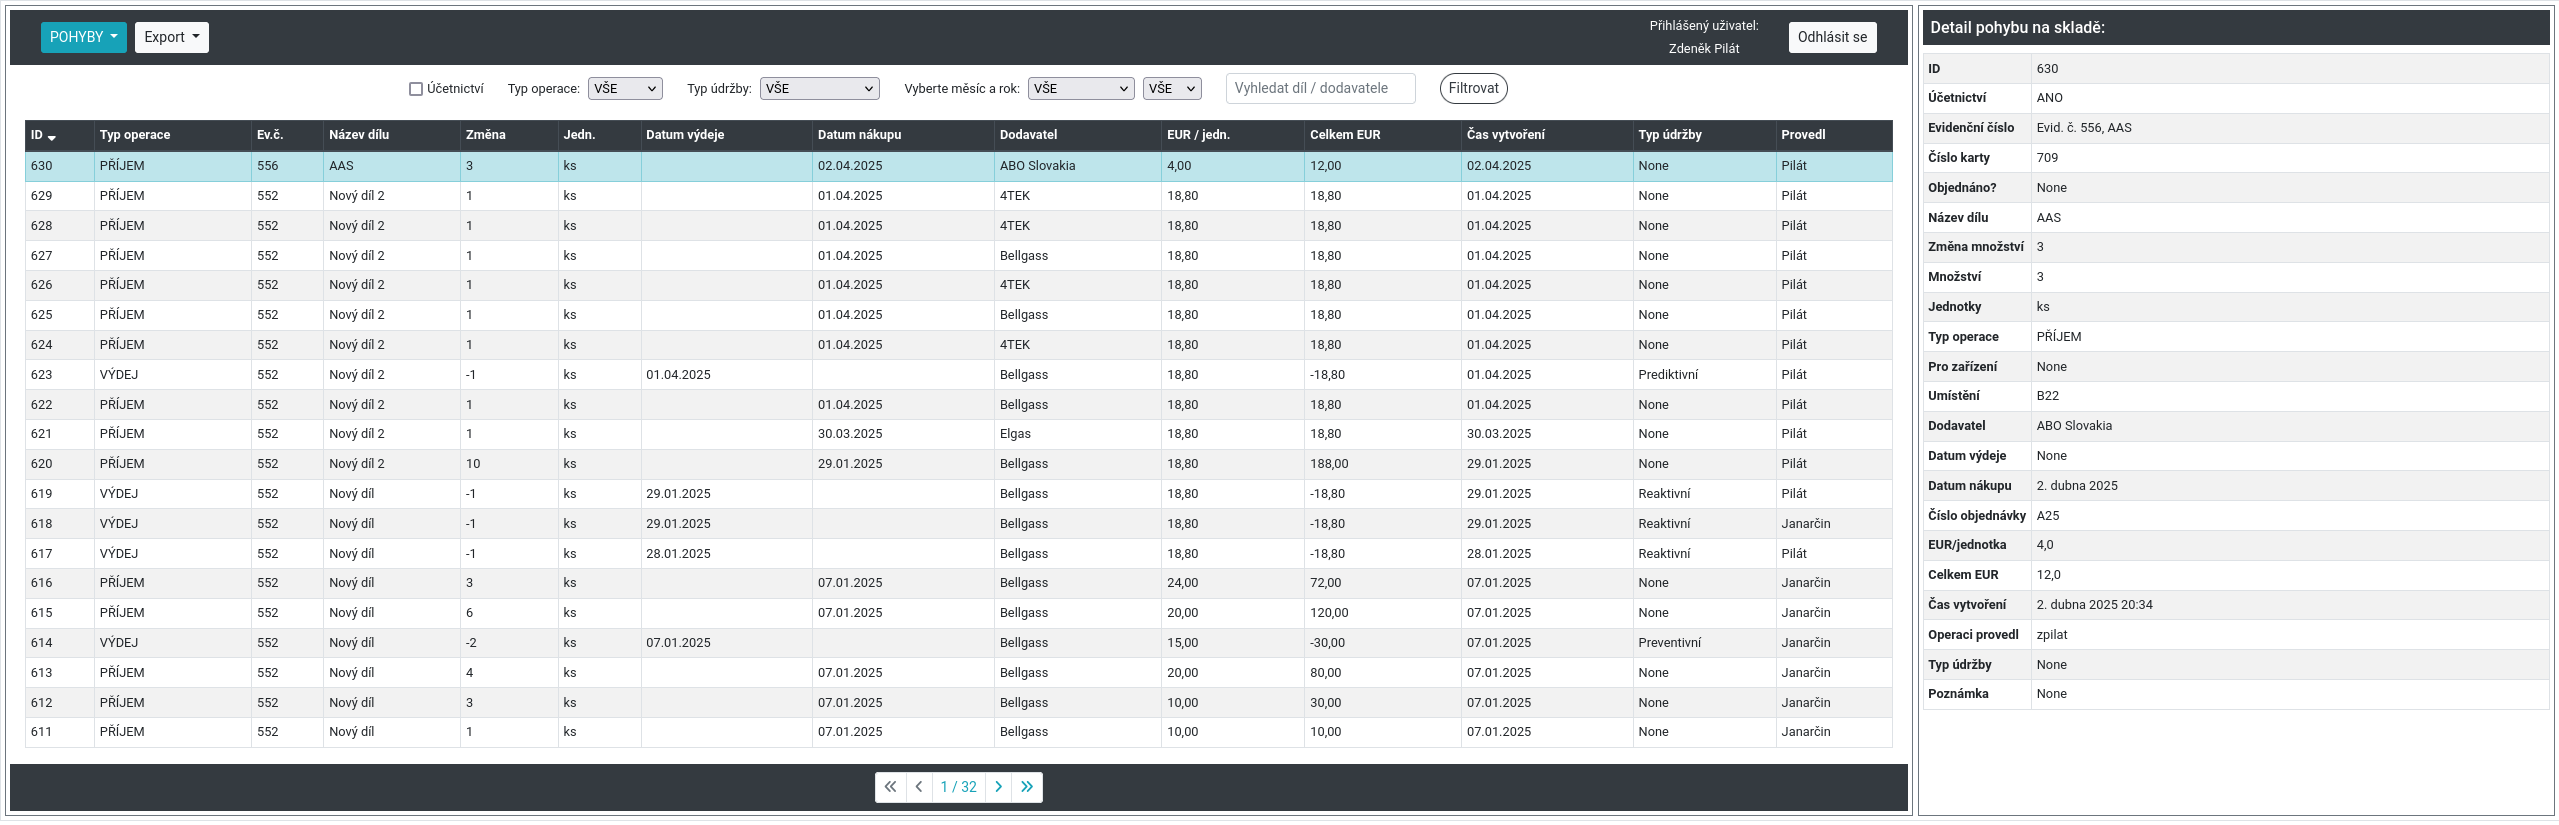 POHYBY Export Přihlášený uživatel: Zdeněk Pilát Odhlásit se
Účetnictví Typ operace: VŠE Typ údržby: VŠE Vyberte měsíc a rok: VŠE VŠE Vyhledat díl / dodavatele Filtrovat
ID Typ operace Ev.č. Název dílu Změna Jedn. Datum výdeje Datum nákupu Dodavatel EUR / jedn. Celkem EUR Čas vytvoření Typ údržby Provedl
630 PŘÍJEM 556 AAS 3 ks 02.04.2025 ABO Slovakia 4,00 12,00 02.04.2025 None Pilát
629 PŘÍJEM 552 Nový díl 2 1 ks 01.04.2025 4TEK 18,80 18,80 01.04.2025 None Pilát
628 PŘÍJEM 552 Nový díl 2 1 ks 01.04.2025 4TEK 18,80 18,80 01.04.2025 None Pilát
627 PŘÍJEM 552 Nový díl 2 1 ks 01.04.2025 Bellgass 18,80 18,80 01.04.2025 None Pilát
626 PŘÍJEM 552 Nový díl 2 1 ks 01.04.2025 4TEK 18,80 18,80 01.04.2025 None Pilát
625 PŘÍJEM 552 Nový díl 2 1 ks 01.04.2025 Bellgass 18,80 18,80 01.04.2025 None Pilát
624 PŘÍJEM 552 Nový díl 2 1 ks 01.04.2025 4TEK 18,80 18,80 01.04.2025 None Pilát
623 VÝDEJ 552 Nový díl 2 -1 ks 01.04.2025 Bellgass 18,80 -18,80 01.04.2025 Prediktivní Pilát
622 PŘÍJEM 552 Nový díl 2 1 ks 01.04.2025 Bellgass 18,80 18,80 01.04.2025 None Pilát
621 PŘÍJEM 552 Nový díl 2 1 ks 30.03.2025 Elgas 18,80 18,80 30.03.2025 None Pilát
620 PŘÍJEM 552 Nový díl 2 10 ks 29.01.2025 Bellgass 18,80 188,00 29.01.2025 None Pilát
619 VÝDEJ 552 Nový díl -1 ks 29.01.2025 Bellgass 18,80 -18,80 29.01.2025 Reaktivní Pilát
618 VÝDEJ 552 Nový díl -1 ks 29.01.2025 Bellgass 18,80 -18,80 29.01.2025 Reaktivní Janarčin
617 VÝDEJ 552 Nový díl -1 ks 28.01.2025 Bellgass 18,80 -18,80 28.01.2025 Reaktivní Pilát
616 PŘÍJEM 552 Nový díl 3 ks 07.01.2025 Bellgass 24,00 72,00 07.01.2025 None Janarčin
615 PŘÍJEM 552 Nový díl 6 ks 07.01.2025 Bellgass 20,00 120,00 07.01.2025 None Janarčin
614 VÝDEJ 552 Nový díl -2 ks 07.01.2025 Bellgass 15,00 -30,00 07.01.2025 Preventivní Janarčin
613 PŘÍJEM 552 Nový díl 4 ks 07.01.2025 Bellgass 20,00 80,00 07.01.2025 None Janarčin
612 PŘÍJEM 552 Nový díl 3 ks 07.01.2025 Bellgass 10,00 30,00 07.01.2025 None Janarčin
611 PŘÍJEM 552 Nový díl 1 ks 07.01.2025 Bellgass 10,00 10,00 07.01.2025 None Janarčin
1 / 32
Detail pohybu na skladě:
ID 630
Účetnictví ANO
Evidenční číslo Evid. č. 556, AAS
Číslo karty 709
Objednáno? None
Název dílu AAS
Změna množství 3
Množství 3
Jednotky ks
Typ operace PŘÍJEM
Pro zařízení None
Umístění B22
Dodavatel ABO Slovakia
Datum výdeje None
Datum nákupu 2. dubna 2025
Číslo objednávky A25
EUR/jednotka 4,0
Celkem EUR 12,0
Čas vytvoření 2. dubna 2025 20:34
Operaci provedl zpilat
Typ údržby None
Poznámka None